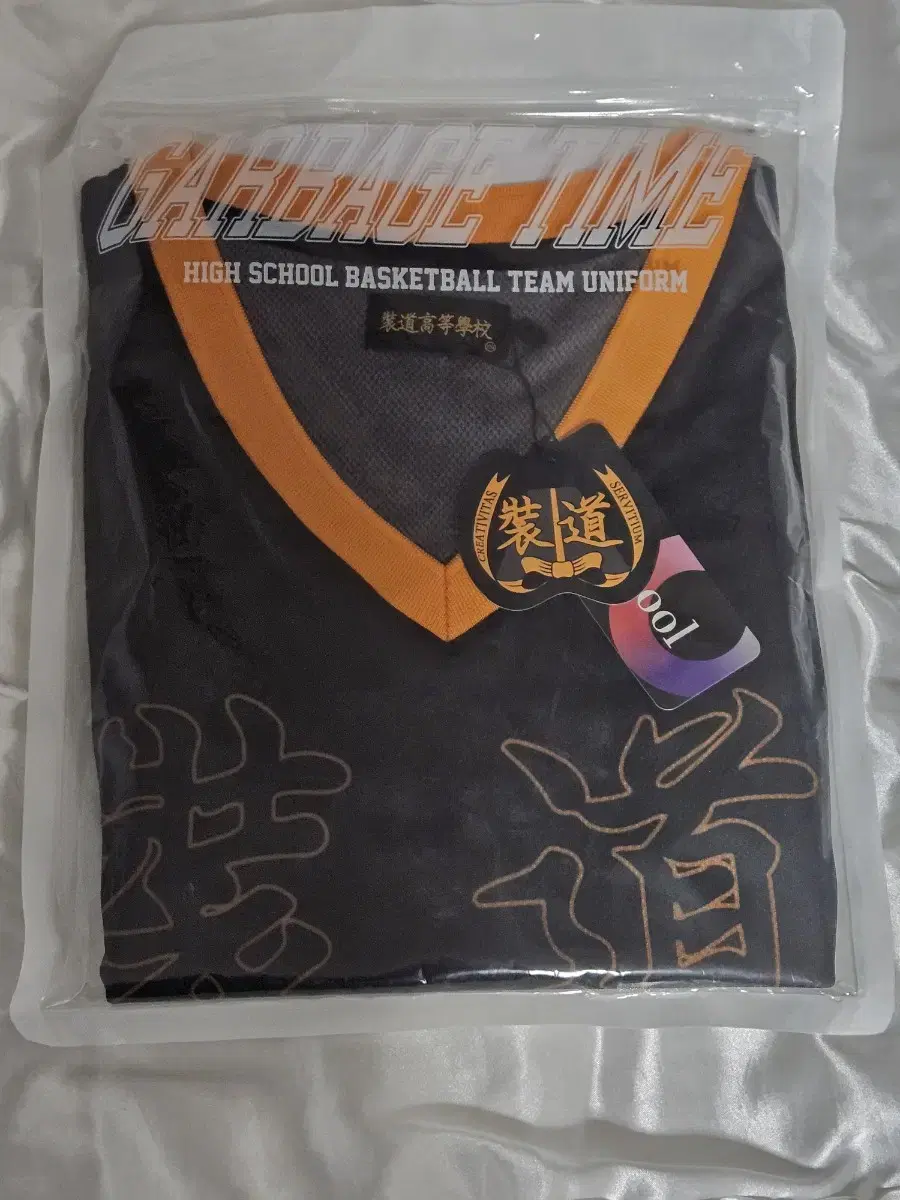 GARBAGE TIME
HIGH SCHOOL BASKETBALL TEAM UNIFORM
裝道高等學校
CREATIVITAS
裝道
SERVITIUM
ool
裝道